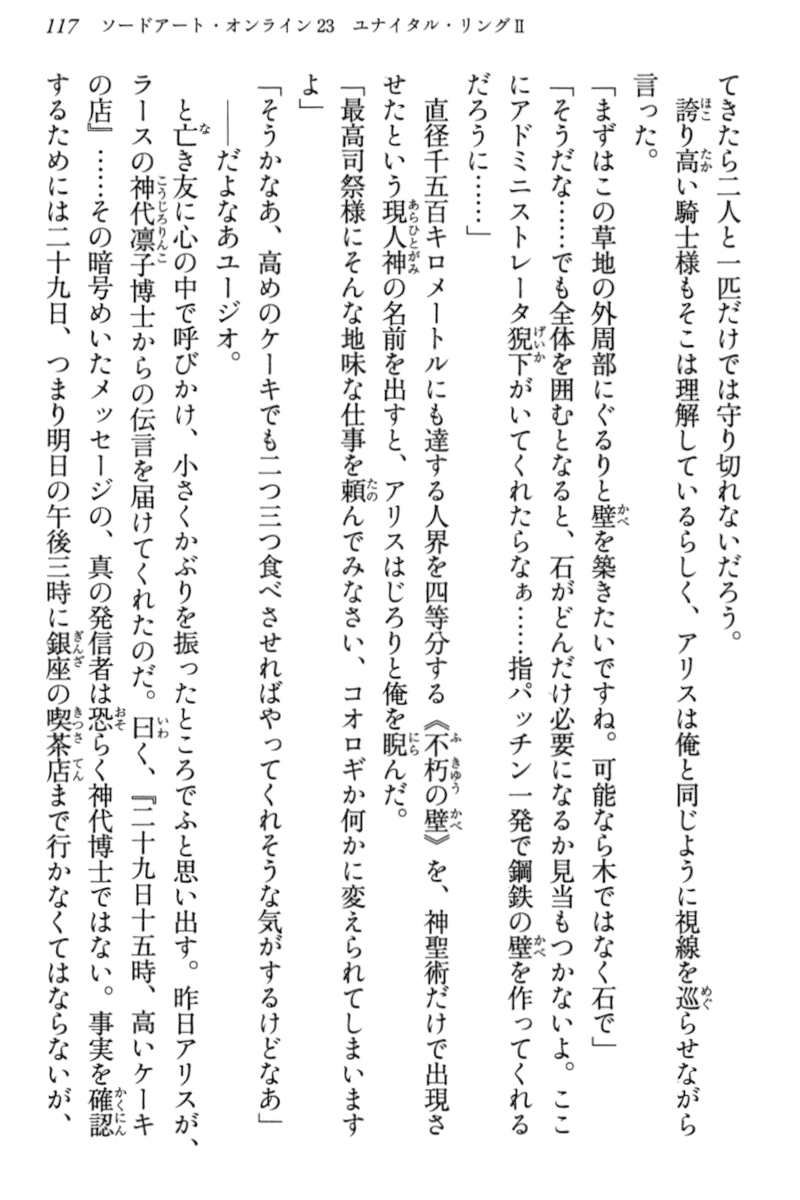 117　ソードアート・オンライン23　ユナイタル・リングⅡ
てきたら二人と一匹だけでは守り切れないだろう。
　誇り高い騎士様もそこは理解しているらしく、アリスは俺と同じように視線を巡らせながら
言った。
「まずはこの草地の外周部にぐるりと壁を築きたいですね。可能なら木ではなく石で」
「そうだな……でも全体を囲むとなると、石がどんだけ必要になるか見当もつかないよ。ここ
にアドミニストレータ猊下がいてくれたらなぁ……指パッチン一発で鋼鉄の壁を作ってくれる
だろうに……」
　直径千五百キロメートルにも達する人界を四等分する《不朽の壁》を、神聖術だけで出現さ
せたという現人神の名前を出すと、アリスはじろりと俺を睨んだ。
「最高司祭様にそんな地味な仕事を頼んでみなさい、コオロギか何かに変えられてしまいます
よ」
「そうかなあ、高めのケーキでも二つ三つ食べさせればやってくれそうな気がするけどなあ」
　――だよなあユージオ。
　と亡き友に心の中で呼びかけ、小さくかぶりを振ったところでふと思い出す。昨日アリスが、
ラースの神代凛子博士からの伝言を届けてくれたのだ。曰く、『二十九日十五時、高いケーキ
の店』……その暗号めいたメッセージの、真の発信者は恐らく神代博士ではない。事実を確認
するためには二十九日、つまり明日の午後三時に銀座の喫茶店まで行かなくてはならないが、